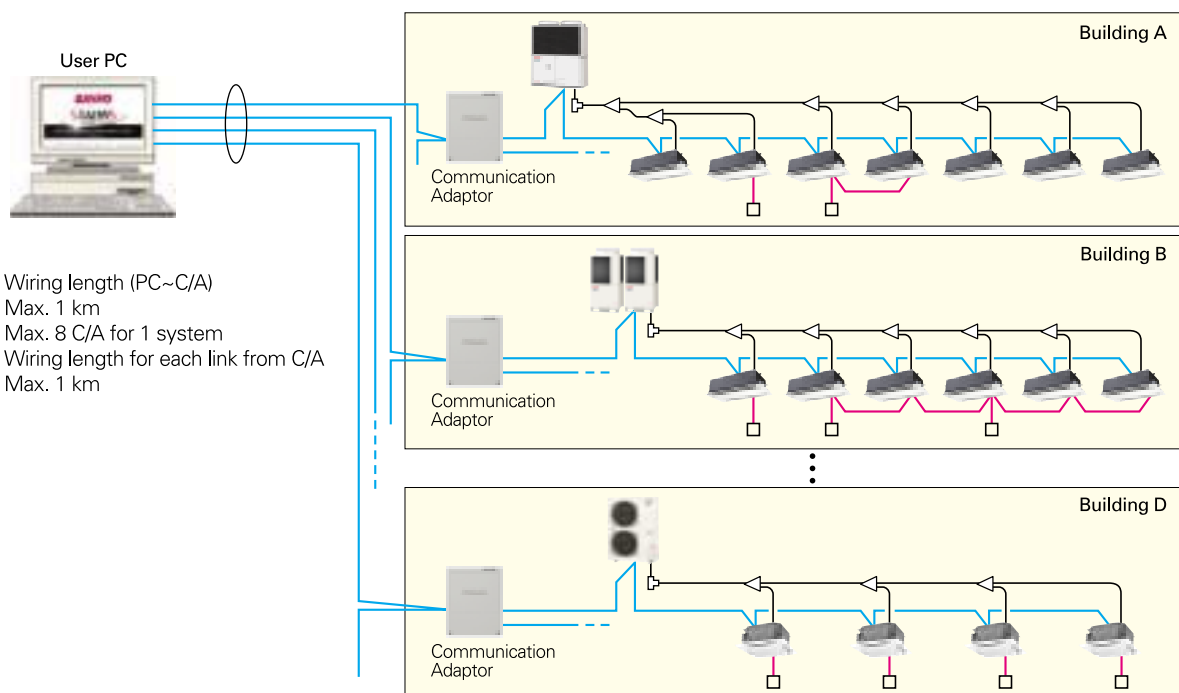 User PC
SANYO
Wiring length (PC~C/A)
Max. 1 km
Max. 8 C/A for 1 system
Wiring length for each link from C/A
Max. 1 km
Building A
Communication
Adaptor
Building B
Communication
Adaptor
Building D
Communication
Adaptor